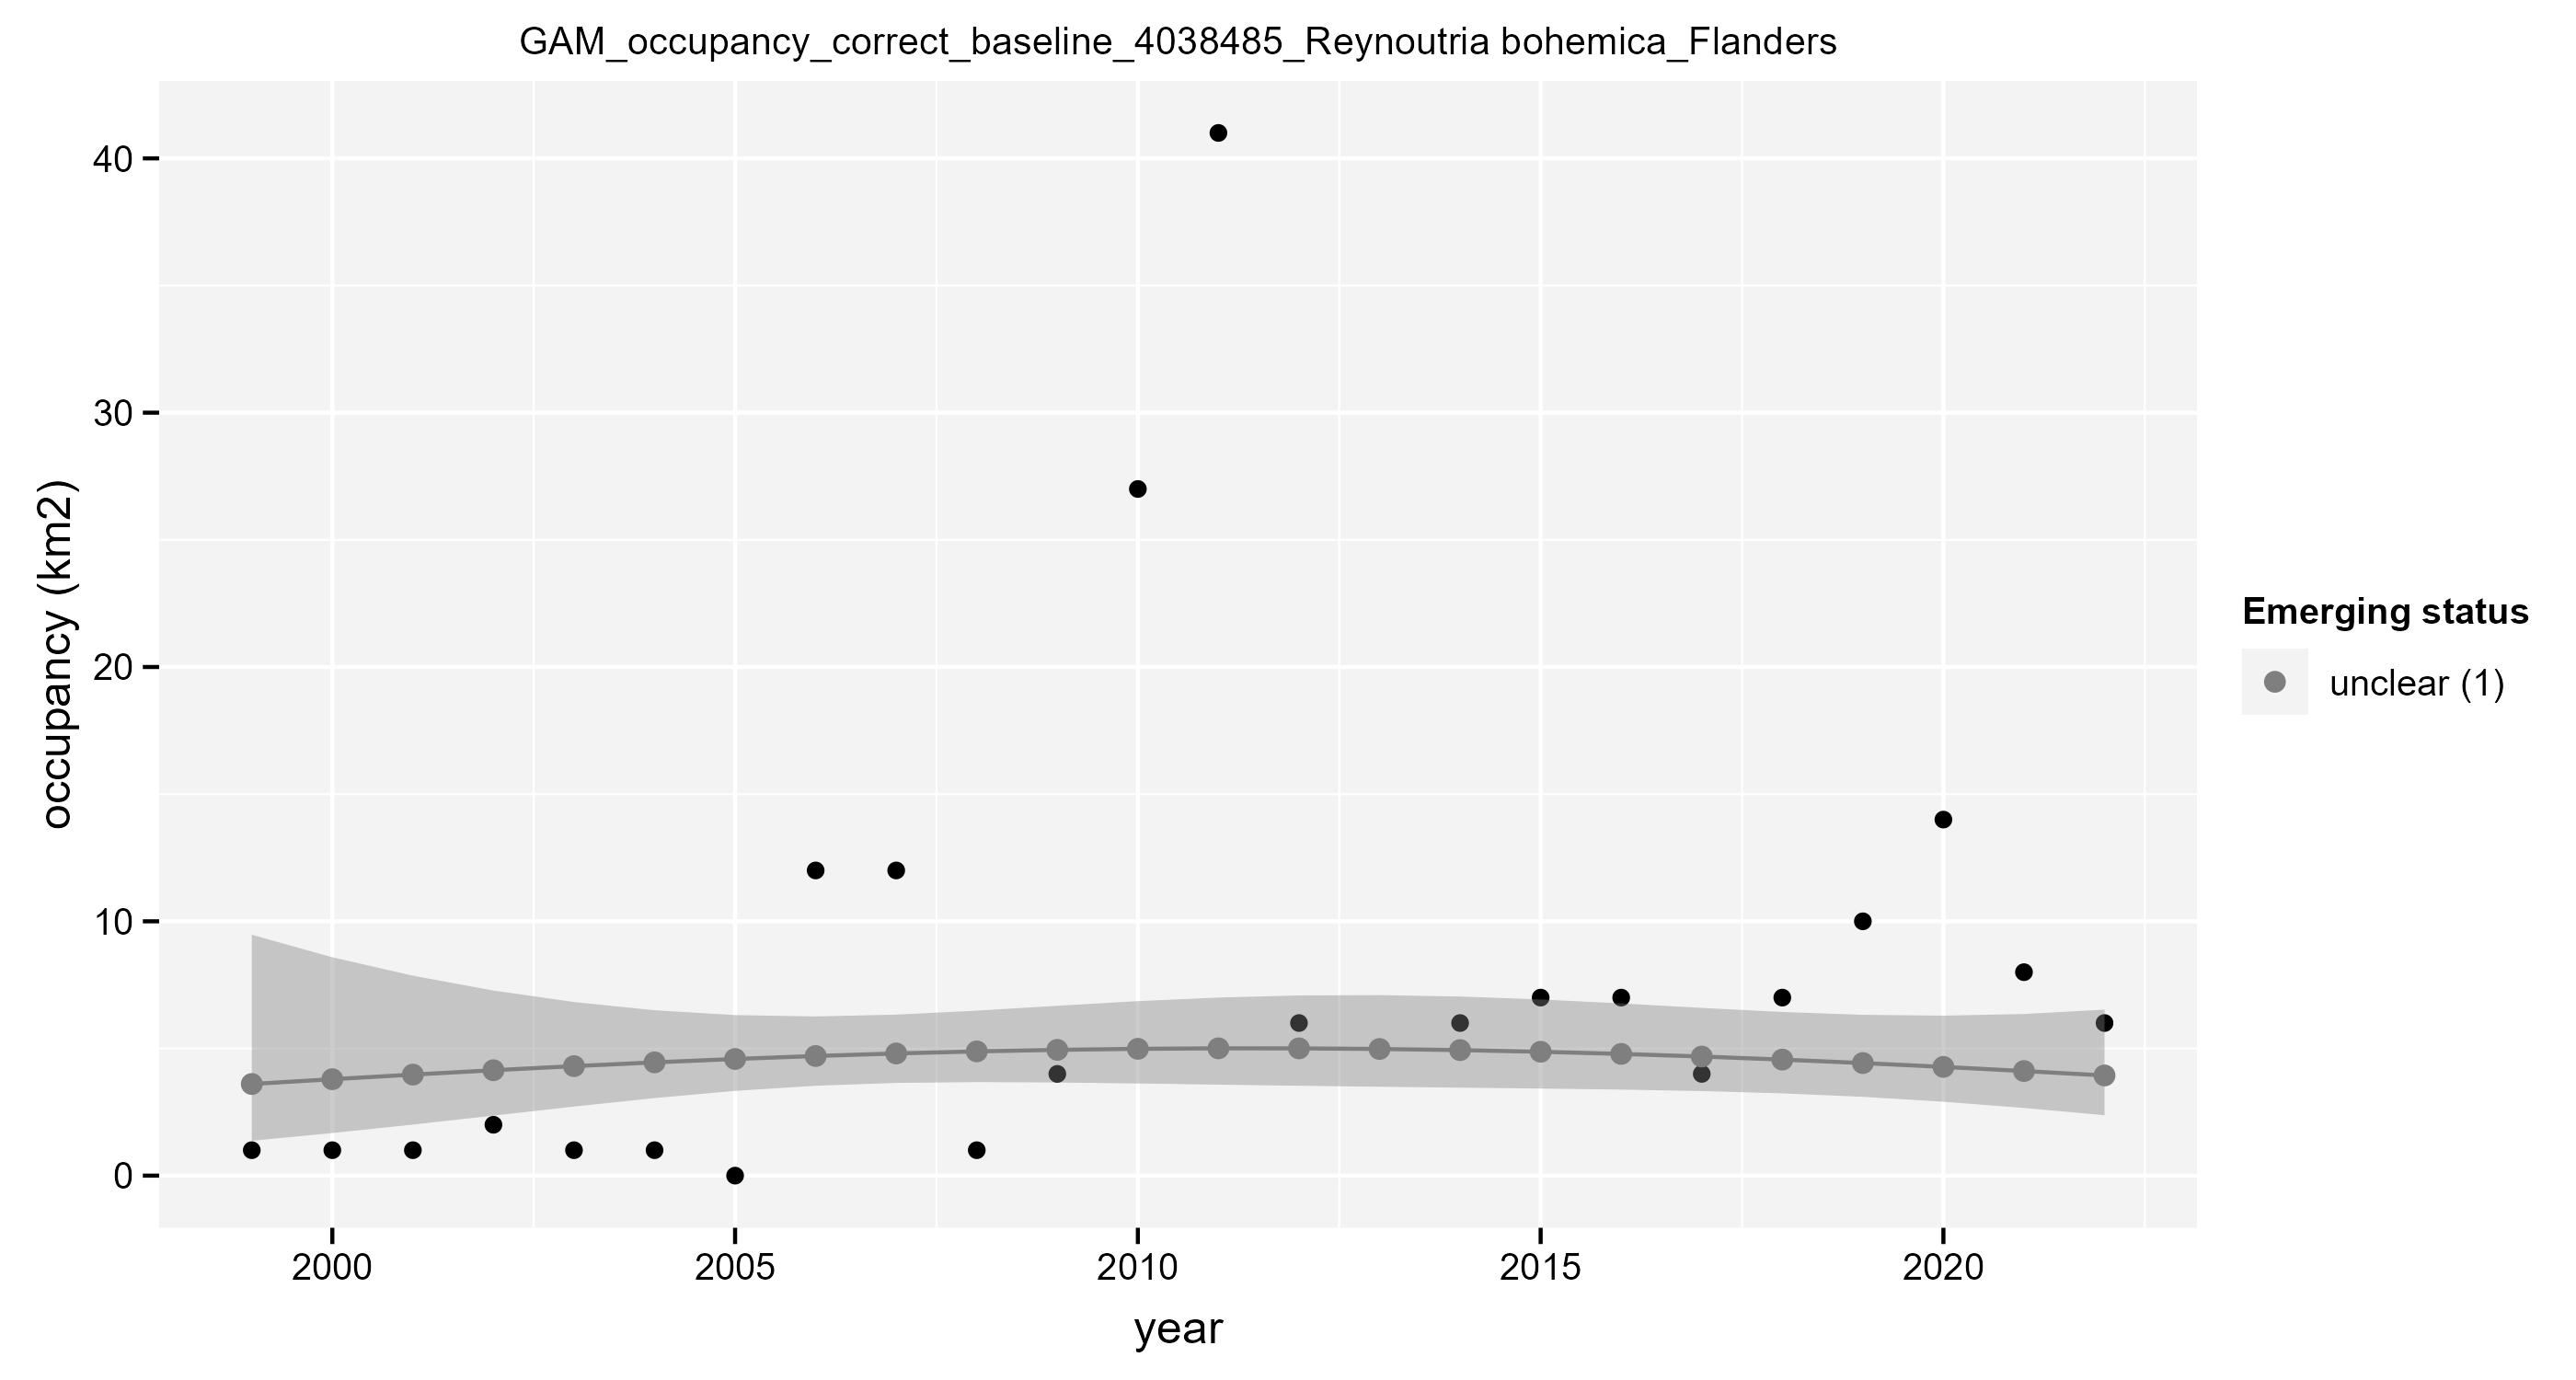 GAM_occupancy_correct_baseline_4038485_Reynoutria bohemica_Flanders
occupancy (km2)
40
30
20
10
0
2000 2005 2010 2015 2020
year
Emerging status
unclear (1)